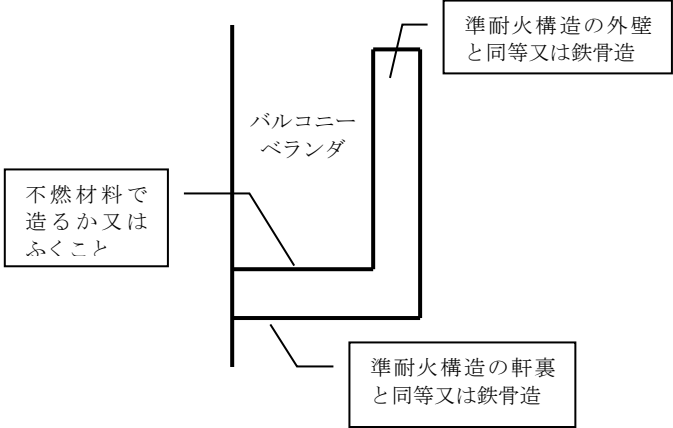 準耐火構造の外壁
と同等又は鉄骨造
バルコニー
ベランダ
不燃材料で
造るか又は
ふくこと
準耐火構造の軒裏
と同等又は鉄骨造